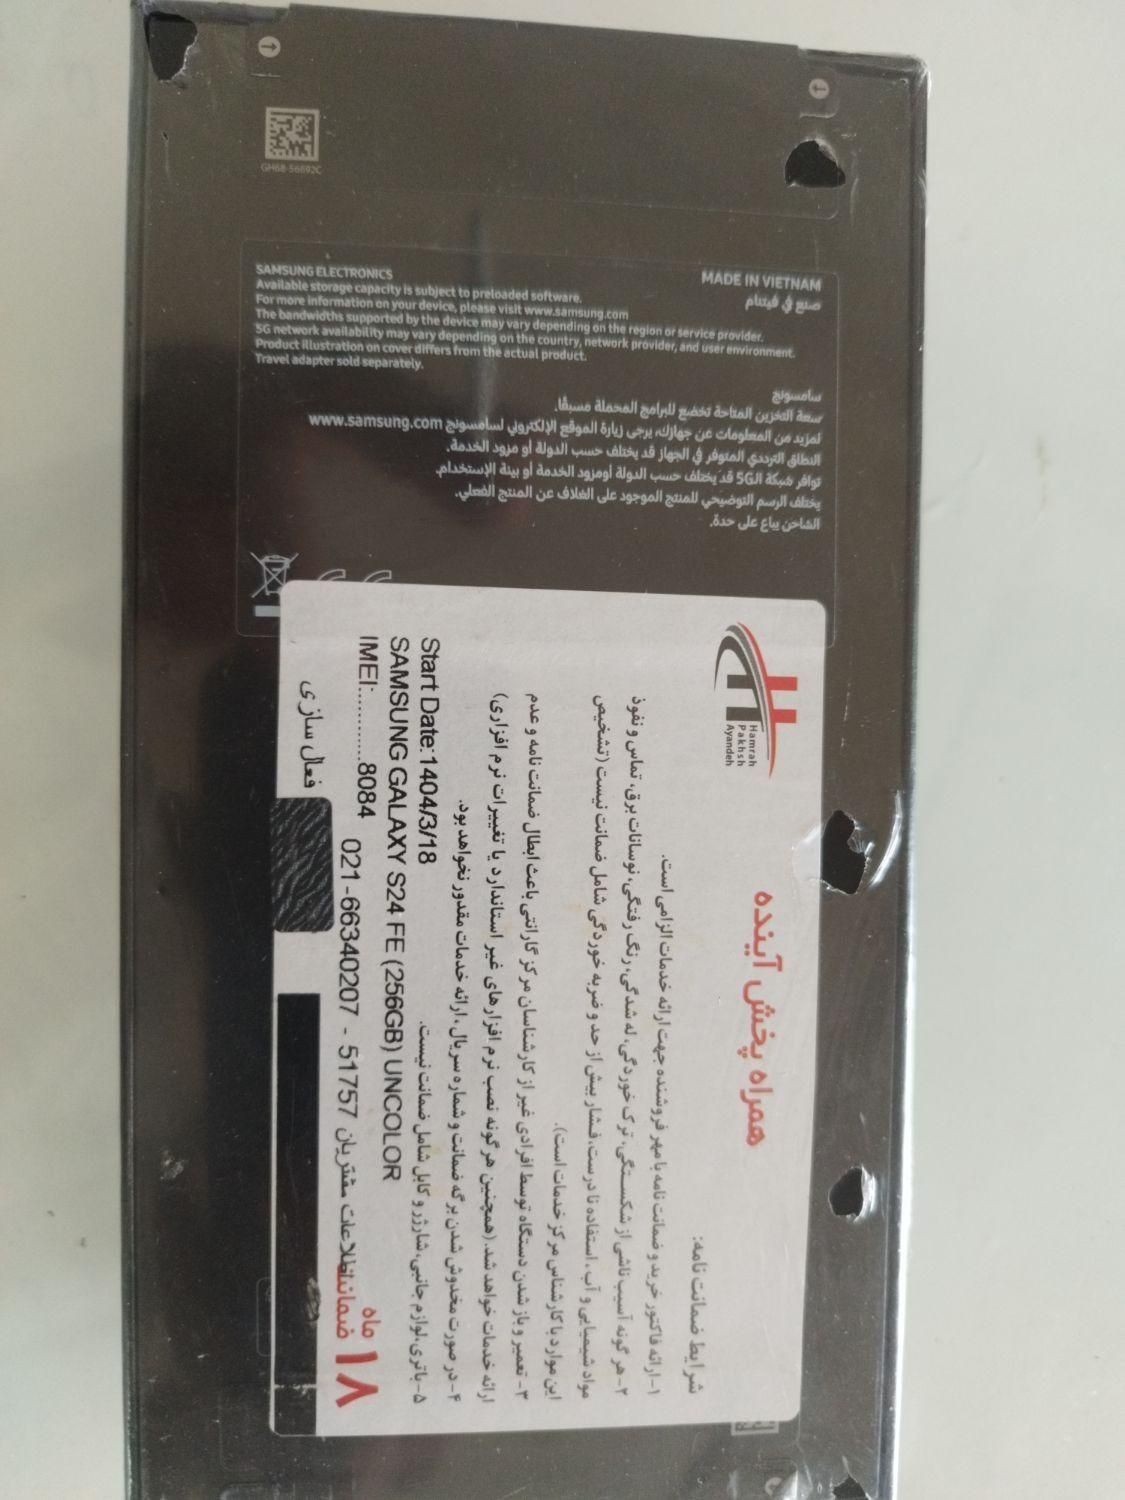 GH68-56692C
SAMSUNG ELECTRONICS
Available storage capacity is subject to preloaded software.
For more information on your device, please visit www.samsung.com
The bandwidths supported by the device may vary depending on the region or service provider.
5G network availability may vary depending on the country, network provider, and user environment.
Product illustration on cover differs from the actual product.
Travel adapter sold separately.
MADE IN VIETNAM
صنع في فيتنام
سامسونج
سعة التخزين المتاحة تخضع للبرامج المحملة مسبقًا.
لمزيد من المعلومات عن جهازك، يرجى زيارة الموقع الإلكتروني لسامسونج www.samsung.com
النطاق الترددي المتوفر في الجهاز قد يختلف حسب الدولة أو مزود الخدمة.
توافر شبكة الـ5G قد يختلف حسب الدولة أومزود الخدمة أو بيئة الإستخدام.
يختلف الرسم التوضيحي للمنتج الموجود على الغلاف عن المنتج الفعلي.
الشاحن يباع على حدة.
Hamrah
Pakhsh
Ayandeh
همراه پخش آینده
شرایط ضمانت نامه:
۱- ارائه فاکتور خرید و ضمانت نامه با مهر فروشنده جهت ارائه خدمات الزامی است.
۲- هر گونه آسیب ناشی از شکستگی، ترک خوردگی، له شدگی، رنگ رفتگی، نوسانات برق، تماس و نفوذ
مواد شیمیایی و آب، استفاده نادرست، فشار بیش از حد و ضربه خوردگی شامل ضمانت نیست (تشخیص
این موارد با کارشناس مرکز خدمات است).
۳- تعمیر و باز شدن دستگاه توسط افرادی غیر از کارشناسان مرکز گارانتی باعث ابطال ضمانت نامه و عدم
ارائه خدمات خواهد شد. (همچنین هر گونه نصب نرم افزارهای غیر استاندارد یا تغییرات نرم افزاری)
۴- در صورت مخدوش شدن برگه ضمانت و شماره سریال، ارائه خدمات مقدور نخواهد بود.
۵- باتری، لوازم جانبی، شارژر و کابل شامل ضمانت نیست.
Start Date:1404/3/18
SAMSUNG GALAXY S24 FE (256GB) UNCOLOR
IMEI:...........8084
۱۸ ماه
ضمانت
اطلاعات مشتریان 51757 - 66340207-021
فعال سازی